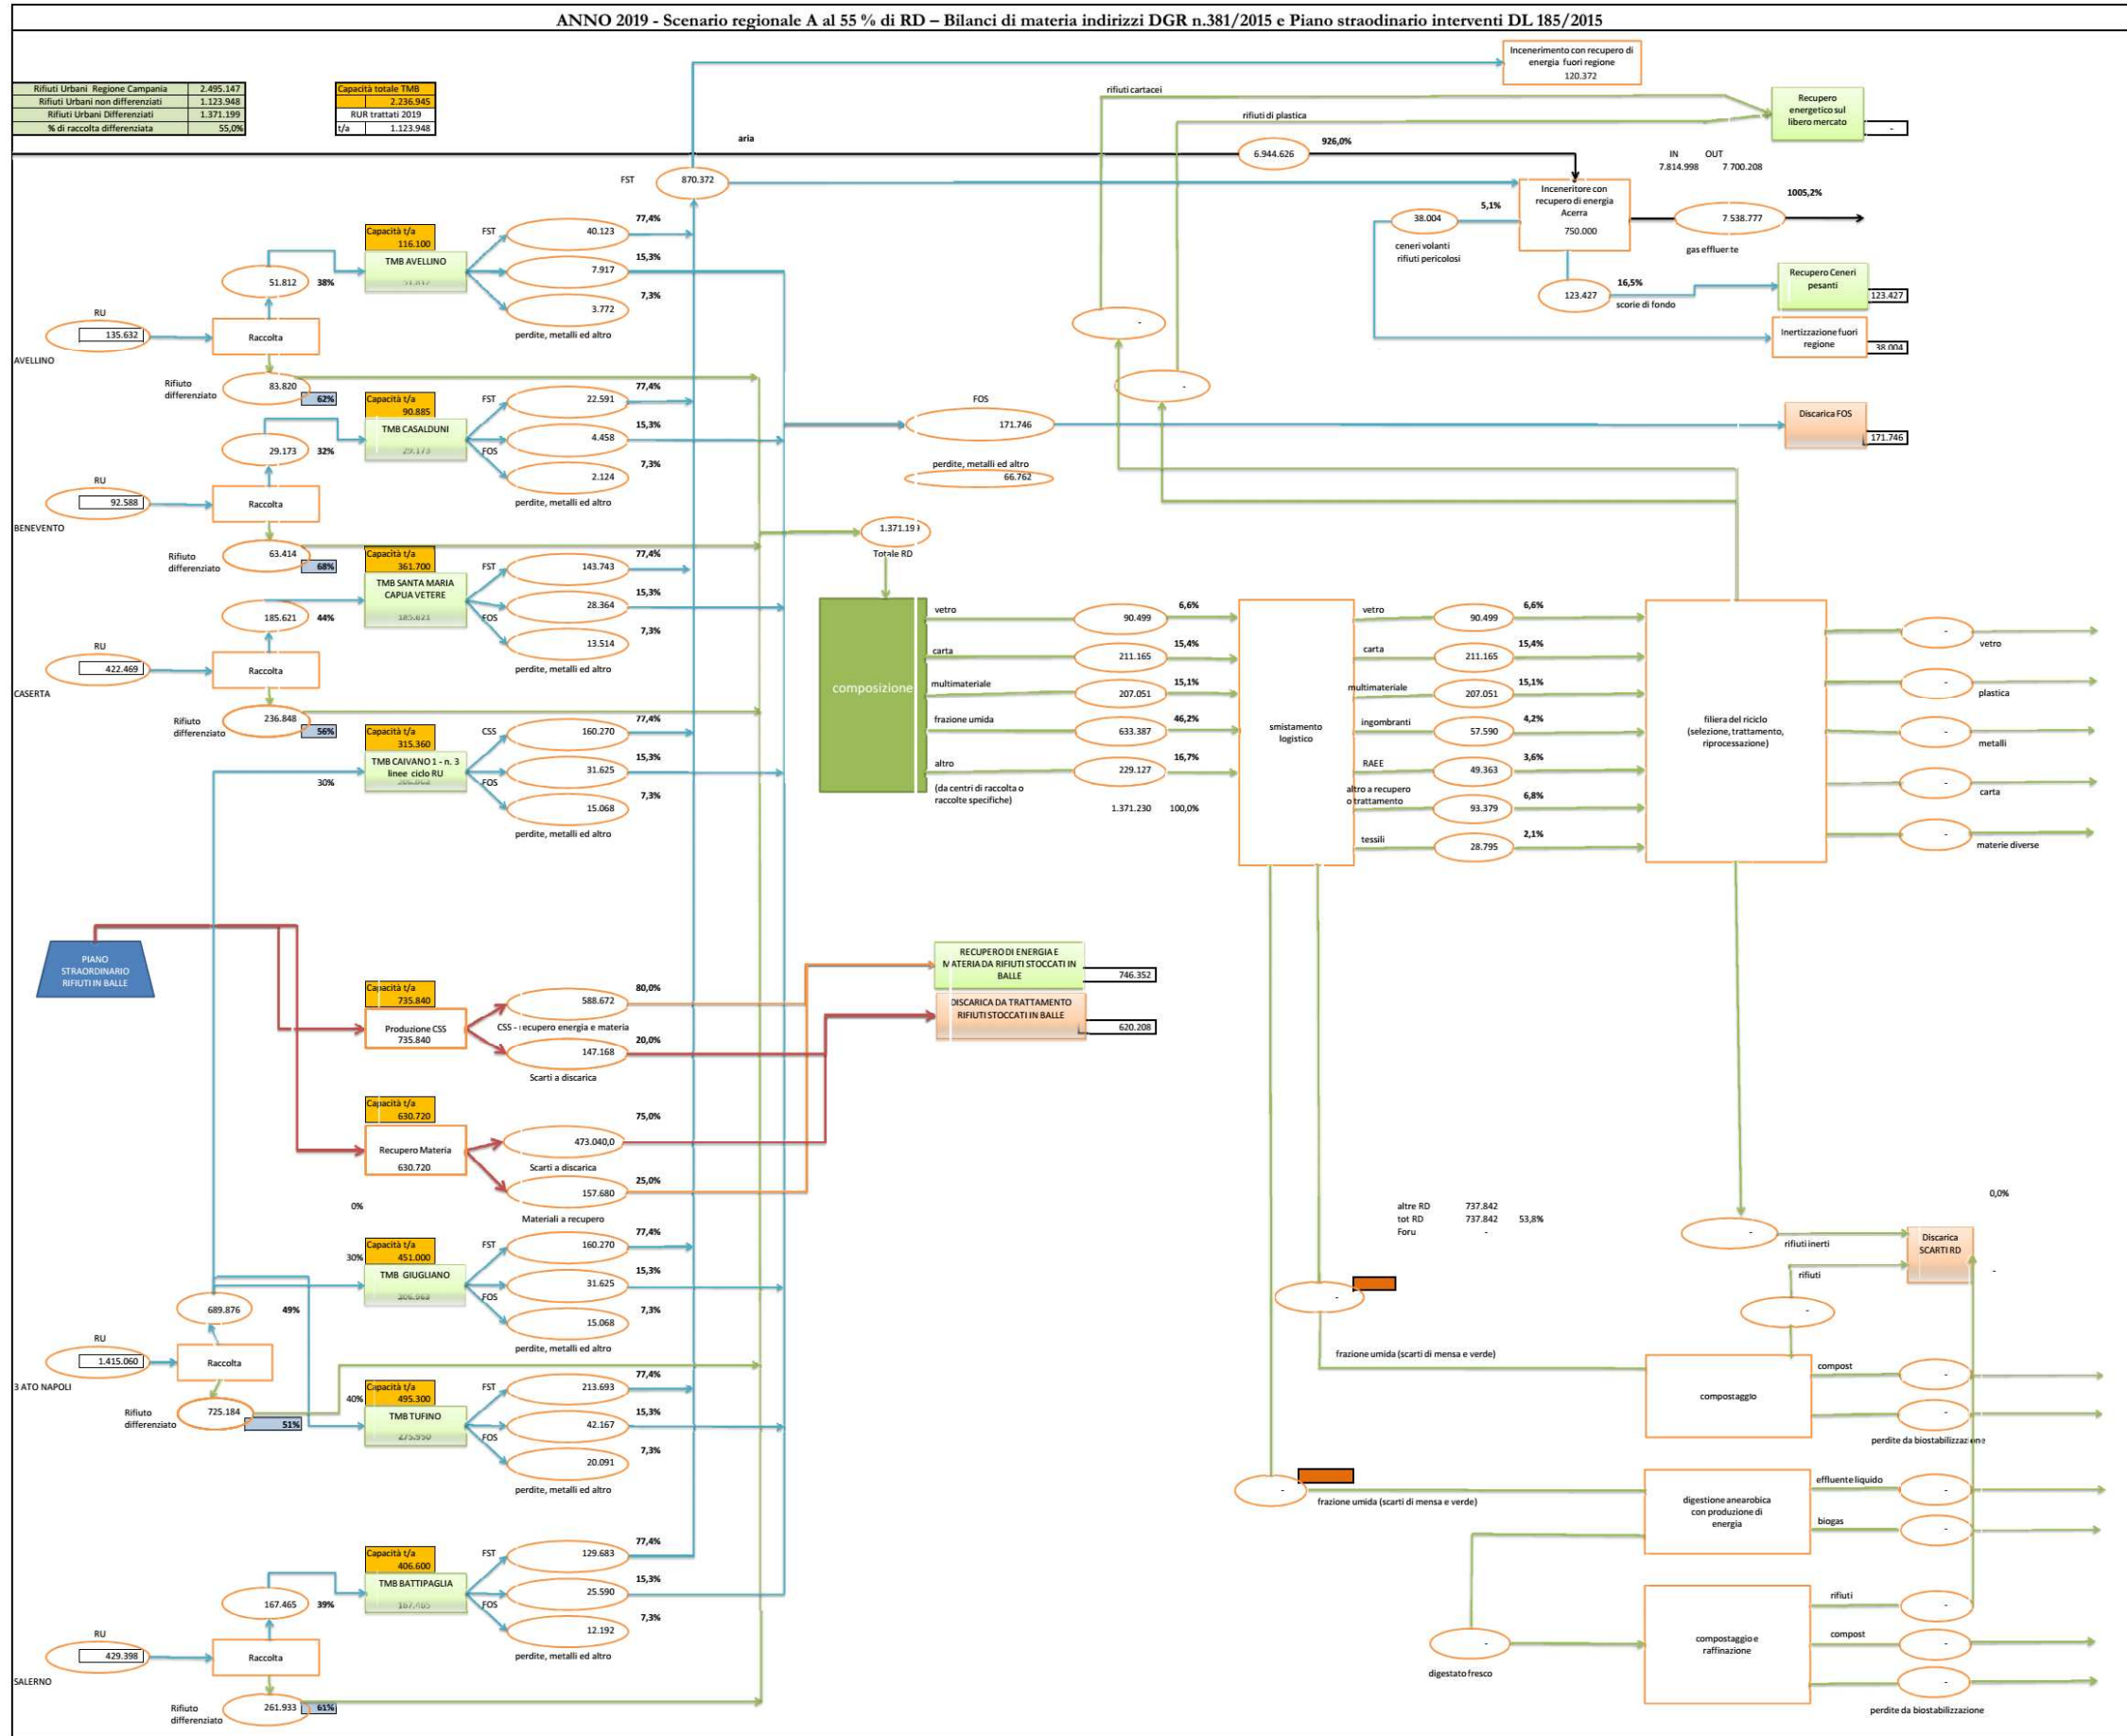 ANNO 2019 - Scenario regionale A al 55 % di RD – Bilanci di materia indirizzi DGR n.381/2015 e Piano straodinario interventi DL 185/2015
Incenerimento con recupero di
energia fuori regione
120.372
Rifiuti Urbani Regione Campania 2.495.147
Rifiuti Urbani non differenziati 1.123.948
Rifiuti Urbani Differenziati 1.371.199
% di raccolta differenziata 55,0%
Capacità totale TMB
2.236.945
RUR trattati 2019
t/a 1.123.948
rifiuti cartacei
rifiuti di plastica
Recupero
energetico sul
libero mercato
-
aria
6.944.626
926,0%
IN OUT
7.814.998 7.700.208
FST
870.372
Inceneritore con
recupero di energia
Acerra
750.000
1005,2%
7.538.777
gas effluente
5,1%
38.004
ceneri volanti
rifiuti pericolosi
16,5%
123.427
scorie di fondo
Recupero Ceneri
pesanti
123.427
Inertizzazione fuori
regione
38.004
-
-
RU
135.632
AVELLINO
Raccolta
51.812
38%
Rifiuto
differenziato
83.820
62%
Capacità t/a
116.100
TMB AVELLINO
51.812
FST
40.123
77,4%
7.917
15,3%
3.772
7,3%
perdite, metalli ed altro
RU
92.588
BENEVENTO
Raccolta
29.173
32%
Rifiuto
differenziato
63.414
68%
Capacità t/a
90.885
TMB CASALDUNI
29.173
FST
22.591
77,4%
FOS
4.458
15,3%
2.124
7,3%
perdite, metalli ed altro
FOS
171.746
perdite, metalli ed altro
66.762
Discarica FOS
171.746
1.371.19
Totale RD
RU
422.469
CASERTA
Raccolta
185.621
44%
Rifiuto
differenziato
236.848
56%
Capacità t/a
361.700
TMB SANTA MARIA
CAPUA VETERE
185.621
FST
143.743
77,4%
FOS
28.364
15,3%
13.514
7,3%
perdite, metalli ed altro
30%
Capacità t/a
315.360
TMB CAIVANO 1 - n. 3
linee ciclo RU
CSS
160.270
77,4%
FOS
31.625
15,3%
15.068
7,3%
perdite, metalli ed altro
composizione
vetro 90.499 6,6%
carta 211.165 15,4%
multimateriale 207.051 15,1%
frazione umida 633.387 46,2%
altro 229.127 16,7%
(da centri di raccolta o
raccolte specifiche)
1.371.230 100,0%
smistamento
logistico
vetro 90.499 6,6%
carta 211.165 15,4%
multimateriale 207.051 15,1%
ingombranti 57.590 4,2%
RAEE 49.363 3,6%
altro a recupero
o trattamento 93.379 6,8%
tessili 28.795 2,1%
filiera del riciclo
(selezione, trattamento,
riprocessazione)
- vetro
- plastica
- metalli
- carta
- materie diverse
PIANO
STRAORDINARIO
RIFIUTI IN BALLE
Capacità t/a
735.840
Produzione CSS
735.840
588.672
80,0%
CSS - recupero energia e materia
147.168
20,0%
Scarti a discarica
RECUPERO DI ENERGIA E
MATERIA DA RIFIUTI STOCCATI IN
BALLE
746.352
DISCARICA DA TRATTAMENTO
RIFIUTI STOCCATI IN BALLE
620.208
Capacità t/a
630.720
Recupero Materia
630.720
473.040,0
75,0%
Scarti a discarica
157.680
25,0%
Materiali a recupero
0%
RU
1.415.060
3 ATO NAPOLI
Raccolta
689.876
49%
Rifiuto
differenziato
725.184
51%
30%
Capacità t/a
451.000
TMB GIUGLIANO
206.963
FST
160.270
77,4%
FOS
31.625
15,3%
15.068
7,3%
perdite, metalli ed altro
40%
Capacità t/a
495.300
TMB TUFINO
275.950
FST
213.693
77,4%
FOS
42.167
15,3%
20.091
7,3%
perdite, metalli ed altro
altre RD 737.842
tot RD 737.842 53,8%
Foru -
0,0%
-
rifiuti inerti
Discarica
SCARTI RD
-
rifiuti
-
-
frazione umida (scarti di mensa e verde)
compostaggio
compost -
-
perdite da biostabilizzazione
-
frazione umida (scarti di mensa e verde)
digestione anearobica
con produzione di
energia
effluente liquido -
biogas -
RU
429.398
SALERNO
Raccolta
167.465
39%
Rifiuto
differenziato
261.933
61%
Capacità t/a
406.600
TMB BATTIPAGLIA
167.465
FST
129.683
77,4%
FOS
25.590
15,3%
12.192
7,3%
perdite, metalli ed altro
-
digestato fresco
compostaggio e
raffinazione
rifiuti -
compost -
-
perdite da biostabilizzazione